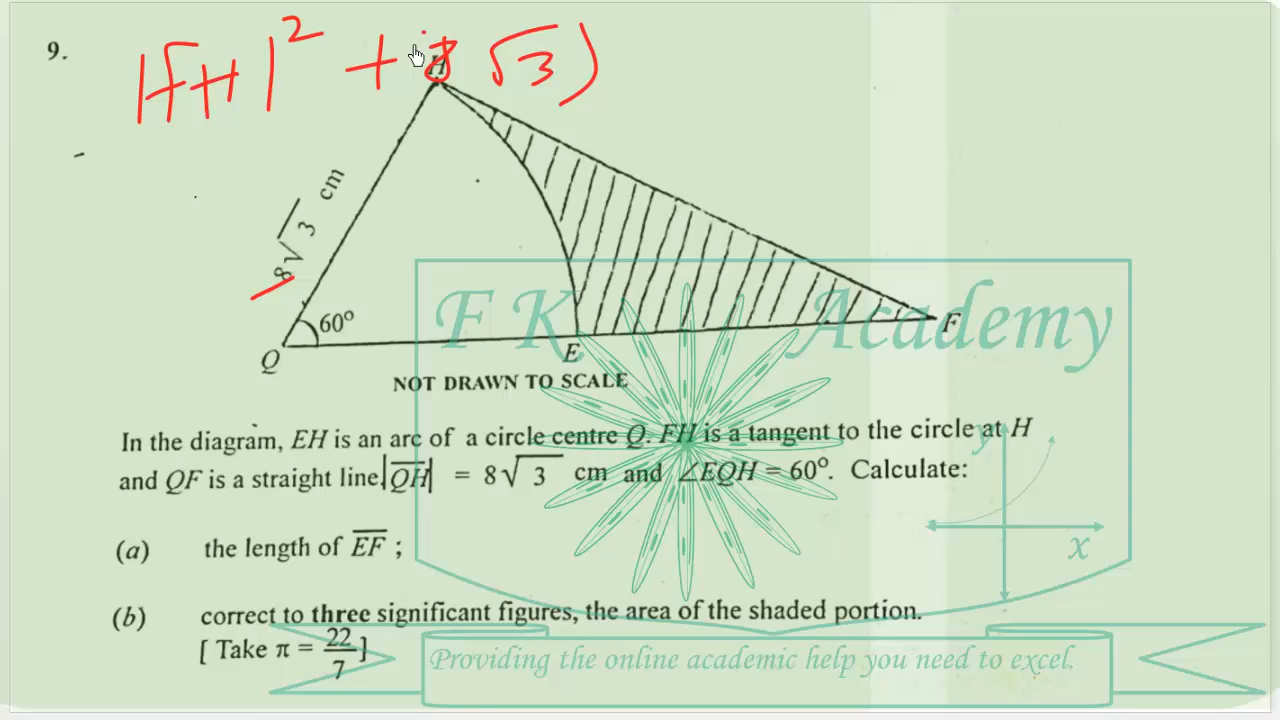 9.
|FH|² + 8√3)
H
8√3 cm
60°
Q
E
F
NOT DRAWN TO SCALE
FK Academy
In the diagram, EH is an arc of a circle centre Q. FH is a tangent to the circle at H
and QF is a straight line |QH| = 8√3 cm and ∠EQH = 60°. Calculate:
y
x
(a) the length of EF ;
(b) correct to three significant figures, the area of the shaded portion.
[ Take π = 22/7 ]
Providing the online academic help you need to excel.